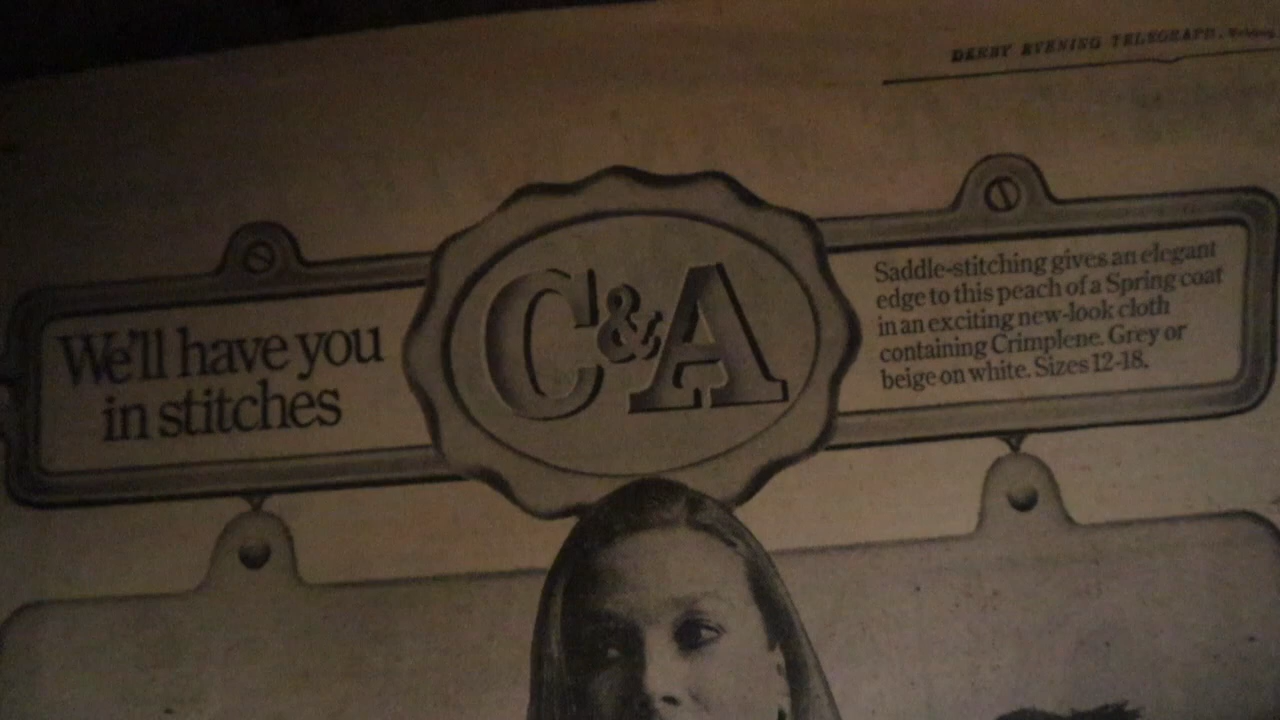 DERBY EVENING TELEGRAPH,
We'll have you
in stitches
C&A
Saddle-stitching gives an elegant
edge to this peach of a Spring coat
in an exciting new-look cloth
containing Crimplene. Grey or
beige on white. Sizes 12-18.